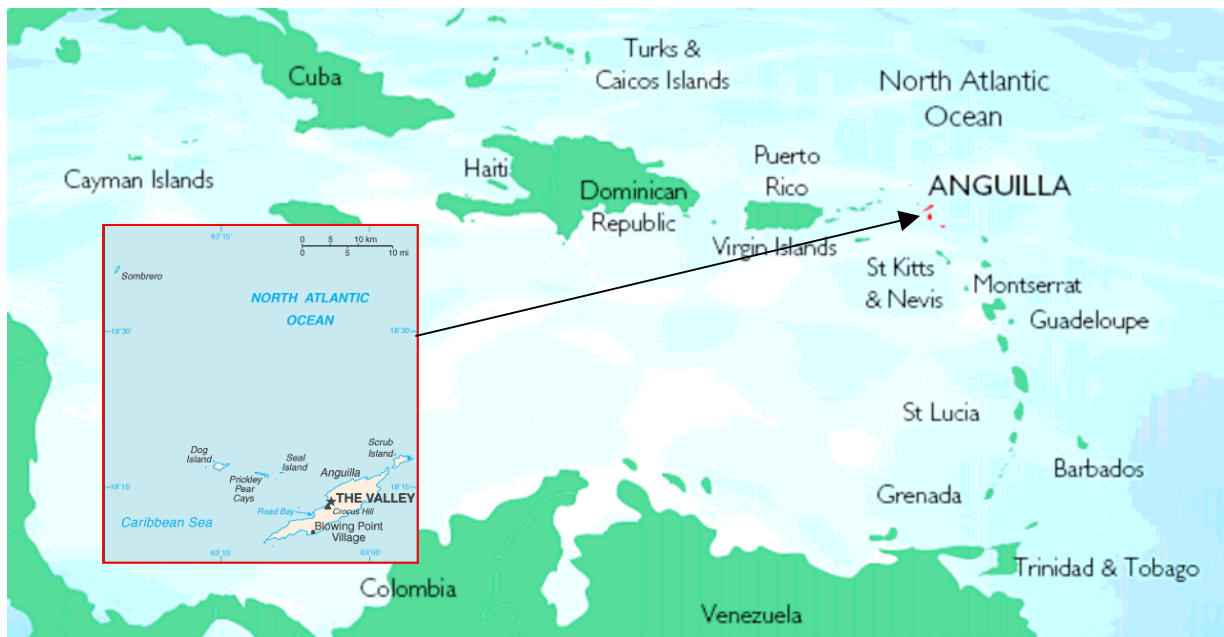 Turks &
Caicos Islands
Cuba
North Atlantic
Ocean
Puerto
Rico
Haiti
Cayman Islands
Dominican
Republic
ANGUILLA
Virgin Islands
St Kitts
& Nevis
Montserrat
Guadeloupe
St Lucia
Barbados
Grenada
Trinidad & Tobago
Colombia
Venezuela
63°15'
0 5 10 km
0 5 10 mi
Sombrero
NORTH ATLANTIC
OCEAN
18°30'
18°30'
Dog
Island
Prickley
Pear
Cays
Seal
Island
Scrub
Island
Anguilla
18°15'
18°15'
THE VALLEY
Crocus Hill
Road Bay
Caribbean Sea
Blowing Point
Village
63°15'
63°00'